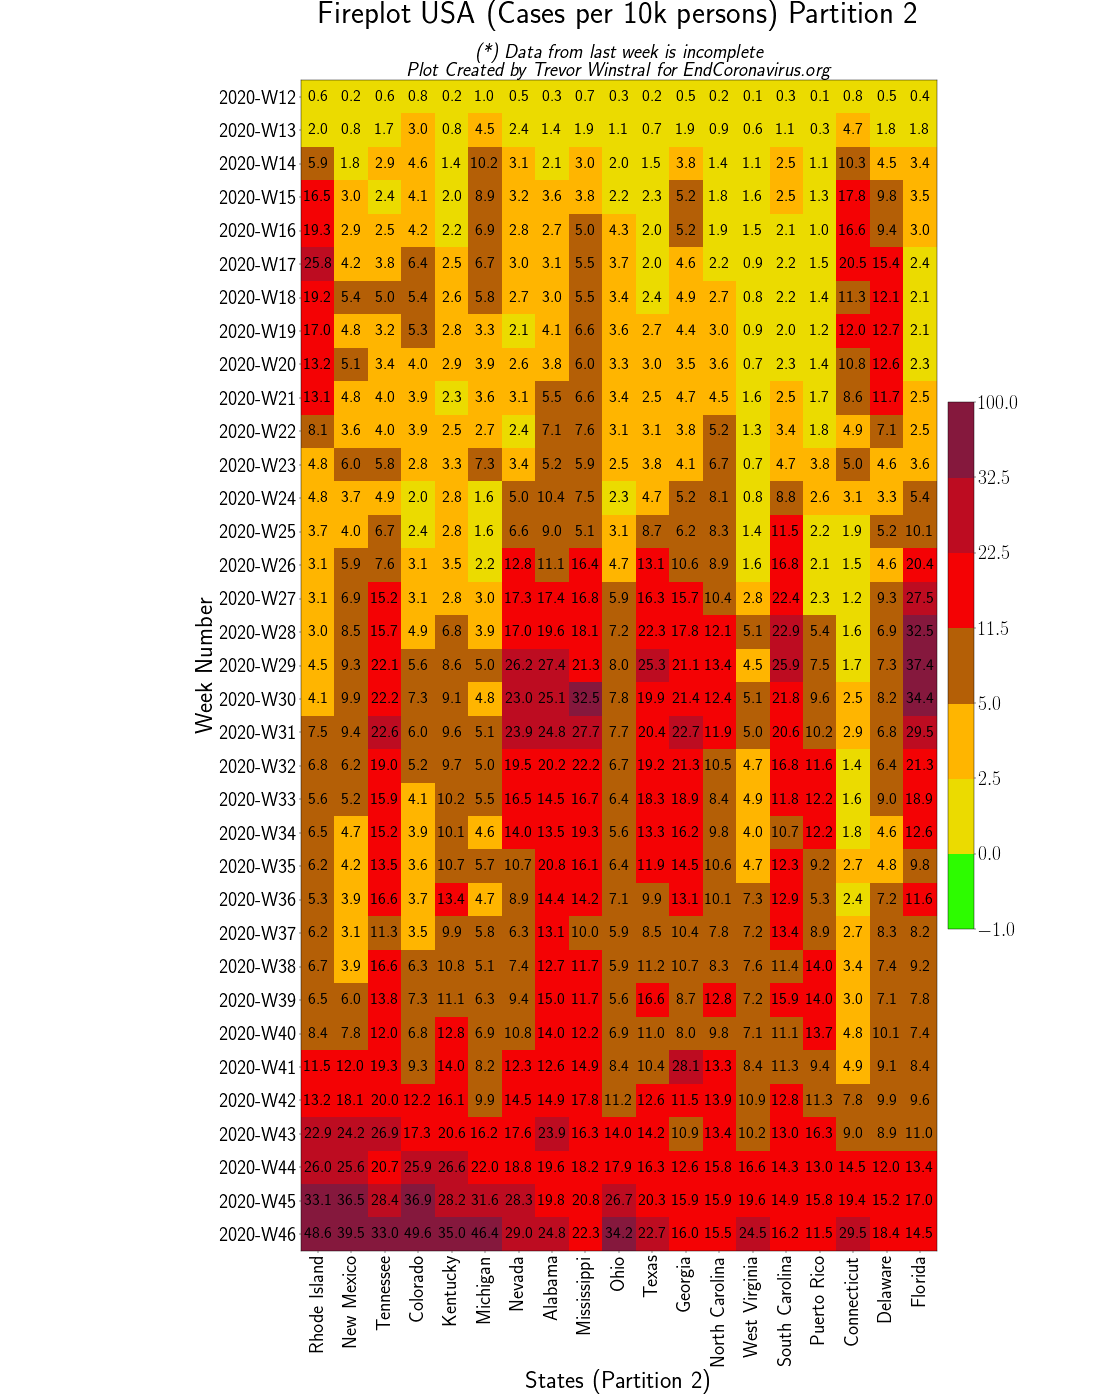 Fireplot USA (Cases per 10k persons) Partition 2
(*) Data from last week is incomplete
Plot Created by Trevor Winstral for EndCoronavirus.org
2020-W12 0.6 0.2 0.6 0.8 0.2 1.0 0.5 0.3 0.7 0.3 0.2 0.5 0.2 0.1 0.3 0.1 0.8 0.5 0.4
2020-W13 2.0 0.8 1.7 3.0 0.8 4.5 2.4 1.4 1.9 1.1 0.7 1.9 0.9 0.6 1.1 0.3 4.7 1.8 1.8
2020-W14 5.9 1.8 2.9 4.6 1.4 10.2 3.1 2.1 3.0 2.0 1.5 3.8 1.4 1.1 2.5 1.1 10.3 4.5 3.4
2020-W15 16.5 3.0 2.4 4.1 2.0 8.9 3.2 3.6 3.8 2.2 2.3 5.2 1.8 1.6 2.5 1.3 17.8 9.8 3.5
2020-W16 19.3 2.9 2.5 4.2 2.2 6.9 2.8 2.7 5.0 4.3 2.0 5.2 1.9 1.5 2.1 1.0 16.6 9.4 3.0
2020-W17 25.8 4.2 3.8 6.4 2.5 6.7 3.0 3.1 5.5 3.7 2.0 4.6 2.2 0.9 2.2 1.5 20.5 15.4 2.4
2020-W18 19.2 5.4 5.0 5.4 2.6 5.8 2.7 3.0 5.5 3.4 2.4 4.9 2.7 0.8 2.2 1.4 11.3 12.1 2.1
2020-W19 17.0 4.8 3.2 5.3 2.8 3.3 2.1 4.1 6.6 3.6 2.7 4.4 3.0 0.9 2.0 1.2 12.0 12.7 2.1
2020-W20 13.2 5.1 3.4 4.0 2.9 3.9 2.6 3.8 6.0 3.3 3.0 3.5 3.6 0.7 2.3 1.4 10.8 12.6 2.3
2020-W21 13.1 4.8 4.0 3.9 2.3 3.6 3.1 5.5 6.6 3.4 2.5 4.7 4.5 1.6 2.5 1.7 8.6 11.7 2.5
2020-W22 8.1 3.6 4.0 3.9 2.5 2.7 2.4 7.1 7.6 3.1 3.1 3.8 5.2 1.3 3.4 1.8 4.9 7.1 2.5
2020-W23 4.8 6.0 5.8 2.8 3.3 7.3 3.4 5.2 5.9 2.5 3.8 4.1 6.7 0.7 4.7 3.8 5.0 4.6 3.6
2020-W24 4.8 3.7 4.9 2.0 2.8 1.6 5.0 10.4 7.5 2.3 4.7 5.2 8.1 0.8 8.8 2.6 3.1 3.3 5.4
2020-W25 3.7 4.0 6.7 2.4 2.8 1.6 6.6 9.0 5.1 3.1 8.7 6.2 8.3 1.4 11.5 2.2 1.9 5.2 10.1
2020-W26 3.1 5.9 7.6 3.1 3.5 2.2 12.8 11.1 16.4 4.7 13.1 10.6 8.9 1.6 16.8 2.1 1.5 4.6 20.4
2020-W27 3.1 6.9 15.2 3.1 2.8 3.0 17.3 17.4 16.8 5.9 16.3 15.7 10.4 2.8 22.4 2.3 1.2 9.3 27.5
2020-W28 3.0 8.5 15.7 4.9 6.8 3.9 17.0 19.6 18.1 7.2 22.3 17.8 12.1 5.1 22.9 5.4 1.6 6.9 32.5
2020-W29 4.5 9.3 22.1 5.6 8.6 5.0 26.2 27.4 21.3 8.0 25.3 21.1 13.4 4.5 25.9 7.5 1.7 7.3 37.4
2020-W30 4.1 9.9 22.2 7.3 9.1 4.8 23.0 25.1 32.5 7.8 19.9 21.4 12.4 5.1 21.8 9.6 2.5 8.2 34.4
2020-W31 7.5 9.4 22.6 6.0 9.6 5.1 23.9 24.8 27.7 7.7 20.4 22.7 11.9 5.0 20.6 10.2 2.9 6.8 29.5
2020-W32 6.8 6.2 19.0 5.2 9.7 5.0 19.5 20.2 22.2 6.7 19.2 21.3 10.5 4.7 16.8 11.6 1.4 6.4 21.3
2020-W33 5.6 5.2 15.9 4.1 10.2 5.5 16.5 14.5 16.7 6.4 18.3 18.9 8.4 4.9 11.8 12.2 1.6 9.0 18.9
2020-W34 6.5 4.7 15.2 3.9 10.1 4.6 14.0 13.5 19.3 5.6 13.3 16.2 9.8 4.0 10.7 12.2 1.8 4.6 12.6
2020-W35 6.2 4.2 13.5 3.6 10.7 5.7 10.7 20.8 16.1 6.4 11.9 14.5 10.6 4.7 12.3 9.2 2.7 4.8 9.8
2020-W36 5.3 3.9 16.6 3.7 13.4 4.7 8.9 14.4 14.2 7.1 9.9 13.1 10.1 7.3 12.9 5.3 2.4 7.2 11.6
2020-W37 6.2 3.1 11.3 3.5 9.9 5.8 6.3 13.1 10.0 5.9 8.5 10.4 7.8 7.2 13.4 8.9 2.7 8.3 8.2
2020-W38 6.7 3.9 16.6 6.3 10.8 5.1 7.4 12.7 11.7 5.9 11.2 10.7 8.3 7.6 11.4 14.0 3.4 7.4 9.2
2020-W39 6.5 6.0 13.8 7.3 11.1 6.3 9.4 15.0 11.7 5.6 16.6 8.7 12.8 7.2 15.9 14.0 3.0 7.1 7.8
2020-W40 8.4 7.8 12.0 6.8 12.8 6.9 10.8 14.0 12.2 6.9 11.0 8.0 9.8 7.1 11.1 13.7 4.8 10.1 7.4
2020-W41 11.5 12.0 19.3 9.3 14.0 8.2 12.3 12.6 14.9 8.4 10.4 28.1 13.3 8.4 11.3 9.4 4.9 9.1 8.4
2020-W42 13.2 18.1 20.0 12.2 16.1 9.9 14.5 14.9 17.8 11.2 12.6 11.5 13.9 10.9 12.8 11.3 7.8 9.9 9.6
2020-W43 22.9 24.2 26.9 17.3 20.6 16.2 17.6 23.9 16.3 14.0 14.2 10.9 13.4 10.2 13.0 16.3 9.0 8.9 11.0
2020-W44 26.0 25.6 20.7 25.9 26.6 22.0 18.8 19.6 18.2 17.9 16.3 12.6 15.8 16.6 14.3 13.0 14.5 12.0 13.4
2020-W45 33.1 36.5 28.4 36.9 28.2 31.6 28.3 19.8 20.8 26.7 20.3 15.9 15.9 19.6 14.9 15.8 19.4 15.2 17.0
2020-W46 48.6 39.5 33.0 49.6 35.0 46.4 29.0 24.8 22.3 34.2 22.7 16.0 15.5 24.5 16.2 11.5 29.5 18.4 14.5
Week Number
Rhode Island
New Mexico
Tennessee
Colorado
Kentucky
Michigan
Nevada
Alabama
Mississippi
Ohio
Texas
Georgia
North Carolina
West Virginia
South Carolina
Puerto Rico
Connecticut
Delaware
Florida
States (Partition 2)
100.0
32.5
22.5
11.5
5.0
2.5
0.0
−1.0